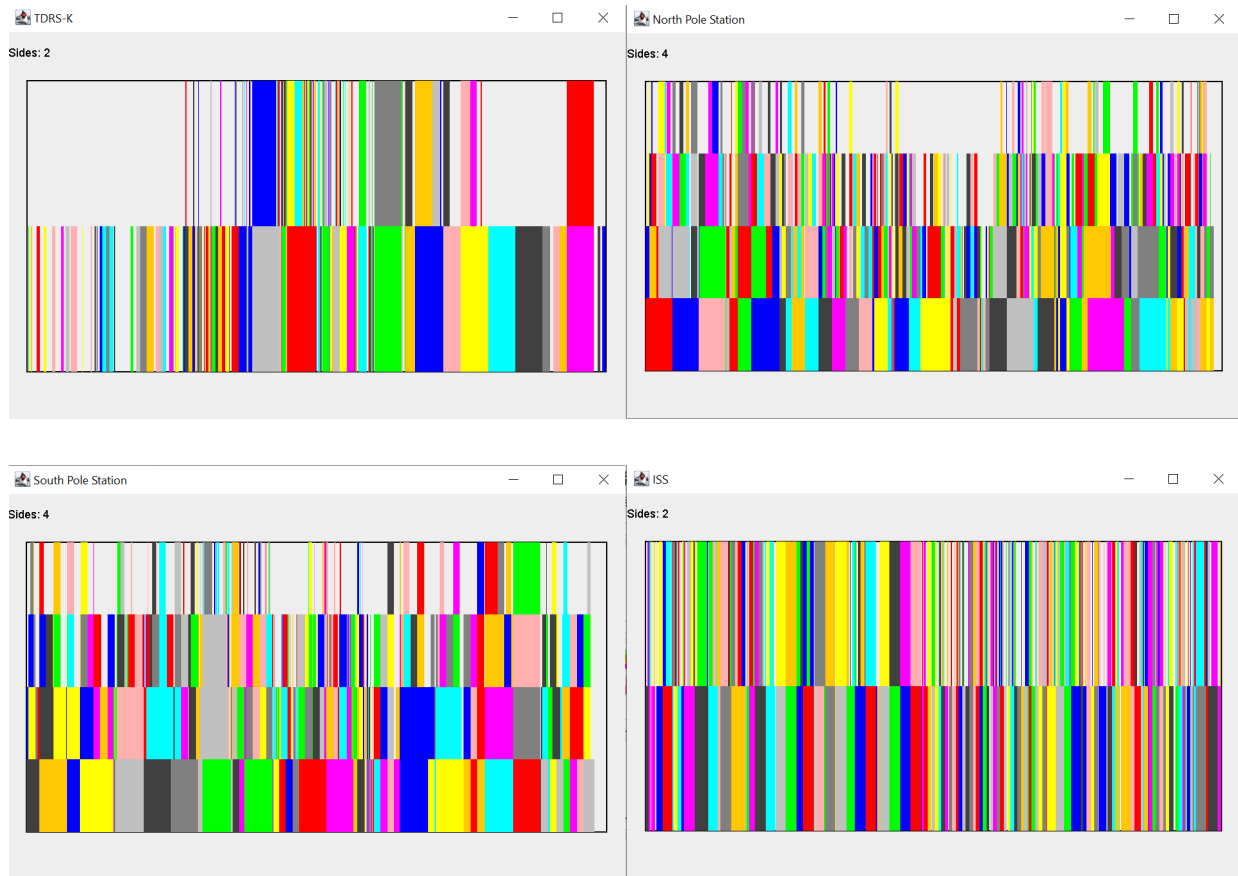 TDRS-K
Sides: 2
North Pole Station
Sides: 4
South Pole Station
Sides: 4
ISS
Sides: 2